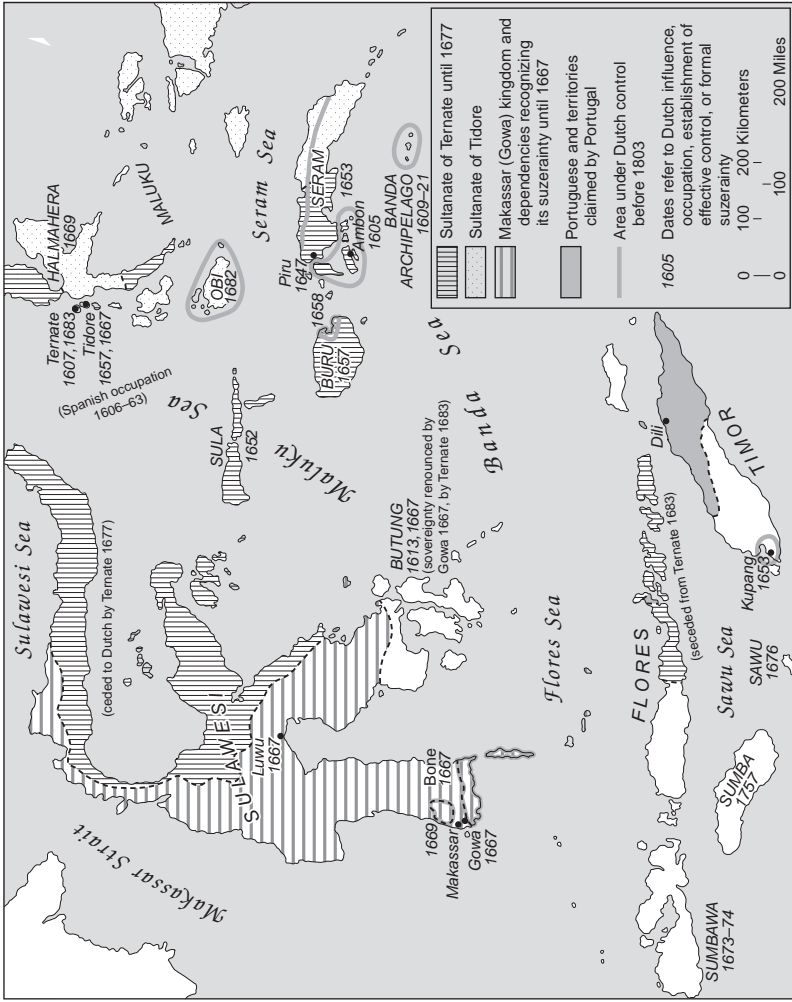 Sulawesi Sea
(ceded to Dutch by Ternate 1677)
Makassar Strait
SULAWESI
Luwu
1667
Bone
1667
1669
Makassar
Gowa
1667
BUTUNG
1613, 1667
(sovereignty renounced by
Gowa 1667, by Ternate 1683)
Ternate
1607, 1683
Tidore
1657, 1667
(Spanish occupation
1606–63)
HALMAHERA
1669
MALUKU
Maluku
Sea
SULA
1652
OBI
1682
Seram Sea
Piru
1647
1658
SERAM
1653
Ambon
1605
BURU
1657
BANDA
ARCHIPELAGO
1609–21
Banda
Sea
Flores Sea
FLORES
(seceded from Ternate 1683)
Sawu Sea
SAWU
1676
SUMBA
1757
SUMBAWA
1673–74
Kupang
1653
TIMOR
Dili
Sultanate of Ternate until 1677
Sultanate of Tidore
Makassar (Gowa) kingdom and
dependencies recognizing
its suzerainty until 1667
Portuguese and territories
claimed by Portugal
Area under Dutch control
before 1803
1605 Dates refer to Dutch influence,
occupation, establishment of
effective control, or formal
suzerainty
0 100 200 Kilometers
0 100 200 Miles